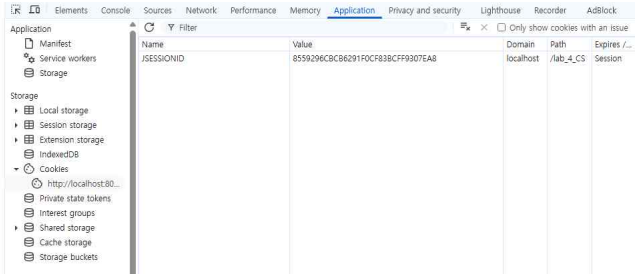 Elements Console Sources Network Performance Memory Application Privacy and security Lighthouse Recorder AdBlock
Application
Filter
Only show cookies with an issue
Manifest
Service workers
Storage
Storage
Local storage
Session storage
Extension storage
IndexedDB
Cookies
http://localhost:80...
Private state tokens
Interest groups
Shared storage
Cache storage
Storage buckets
Name Value Domain Path Expires /...
JSESSIONID 8559296CBCB6291F0CF83BCFF9307EA8 localhost /lab_4_CS Session